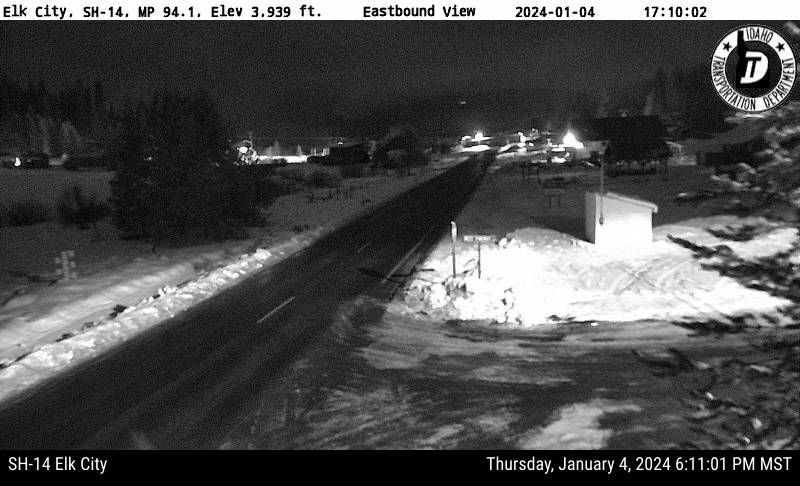 Elk City, SH-14, MP 94.1, Elev 3,939 ft. Eastbound View 2024-01-04 17:10:02
IDAHO
TRANSPORTATION DEPARTMENT
SH-14 Elk City Thursday, January 4, 2024 6:11:01 PM MST